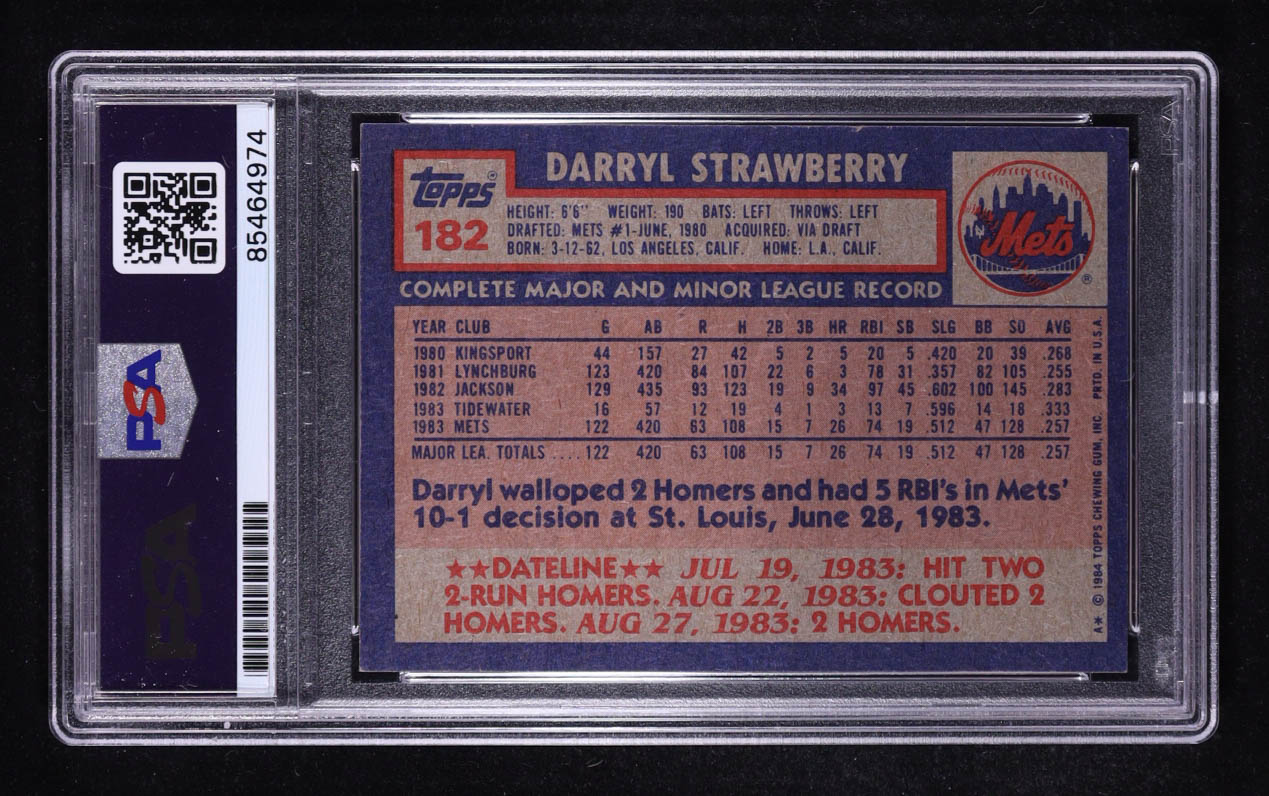 85464974
PSA
PSA
PSA
Topps®
182
DARRYL STRAWBERRY
HEIGHT: 6'6" WEIGHT: 190 BATS: LEFT THROWS: LEFT
DRAFTED: METS #1-JUNE, 1980 ACQUIRED: VIA DRAFT
BORN: 3-12-62, LOS ANGELES, CALIF. HOME: L.A., CALIF.
Mets
®
COMPLETE MAJOR AND MINOR LEAGUE RECORD
YEAR CLUB G AB R H 2B 3B HR RBI SB SLG BB SO AVG
1980 KINGSPORT 44 157 27 42 5 2 5 20 5 .420 20 39 .268
1981 LYNCHBURG 123 420 84 107 22 6 3 78 31 .357 82 105 .255
1982 JACKSON 129 435 93 123 19 9 34 97 45 .602 100 145 .283
1983 TIDEWATER 16 57 12 19 4 1 3 13 7 .596 14 18 .333
1983 METS 122 420 63 108 15 7 26 74 19 .512 47 128 .257
MAJOR LEA. TOTALS .... 122 420 63 108 15 7 26 74 19 .512 47 128 .257
Darryl walloped 2 Homers and had 5 RBI's in Mets'
10-1 decision at St. Louis, June 28, 1983.
★★DATELINE★★ JUL 19, 1983: HIT TWO
2-RUN HOMERS. AUG 22, 1983: CLOUTED 2
HOMERS. AUG 27, 1983: 2 HOMERS.
A* © 1984 TOPPS CHEWING GUM, INC. PRTD. IN U.S.A.